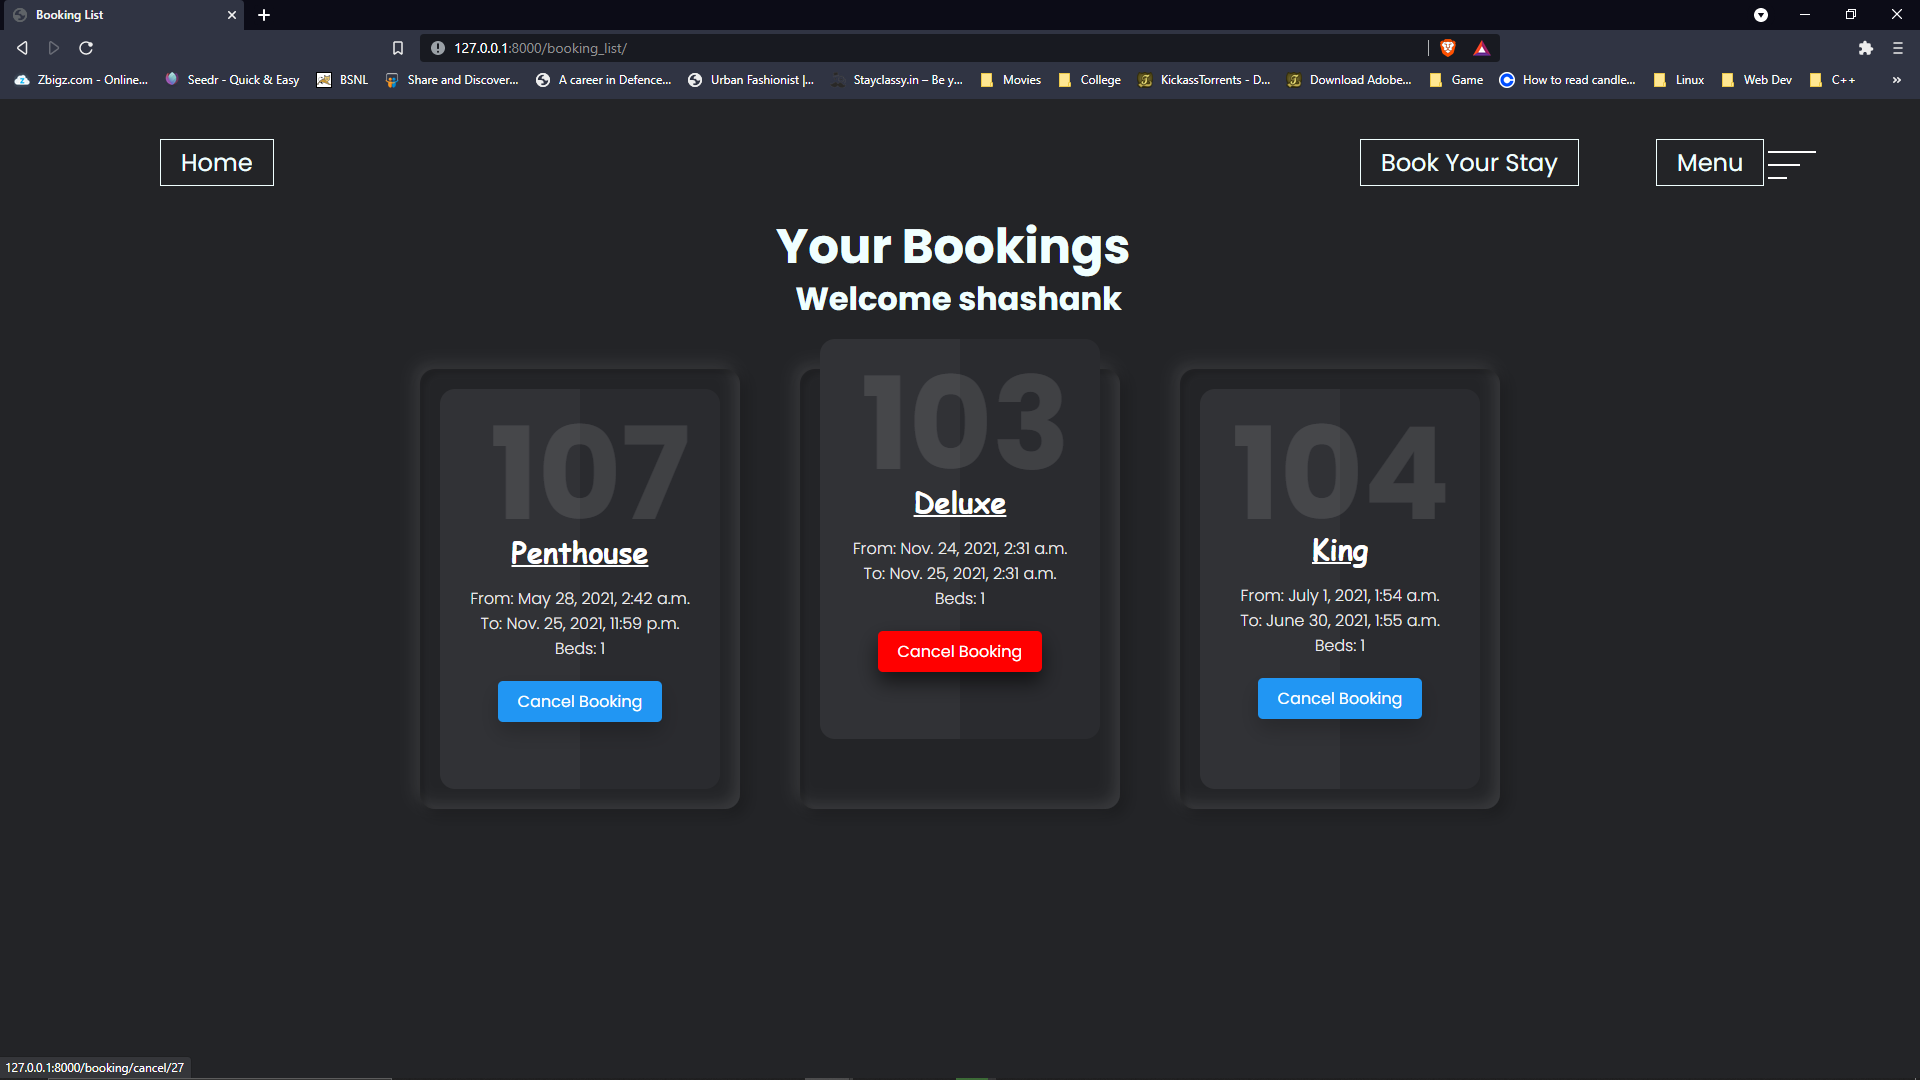 Booking List
127.0.0.1:8000/booking_list/
Zbigz.com - Online... Seedr - Quick & Easy BSNL Share and Discover... A career in Defence... Urban Fashionist |... Stayclassy.in – Be y... Movies College KickassTorrents - D... Download Adobe... Game How to read candle... Linux Web Dev C++ »
Home Book Your Stay Menu
Your Bookings
Welcome shashank
107
Penthouse
From: May 28, 2021, 2:42 a.m.
To: Nov. 25, 2021, 11:59 p.m.
Beds: 1
Cancel Booking
103
Deluxe
From: Nov. 24, 2021, 2:31 a.m.
To: Nov. 25, 2021, 2:31 a.m.
Beds: 1
Cancel Booking
104
King
From: July 1, 2021, 1:54 a.m.
To: June 30, 2021, 1:55 a.m.
Beds: 1
Cancel Booking
127.0.0.1:8000/booking/cancel/27